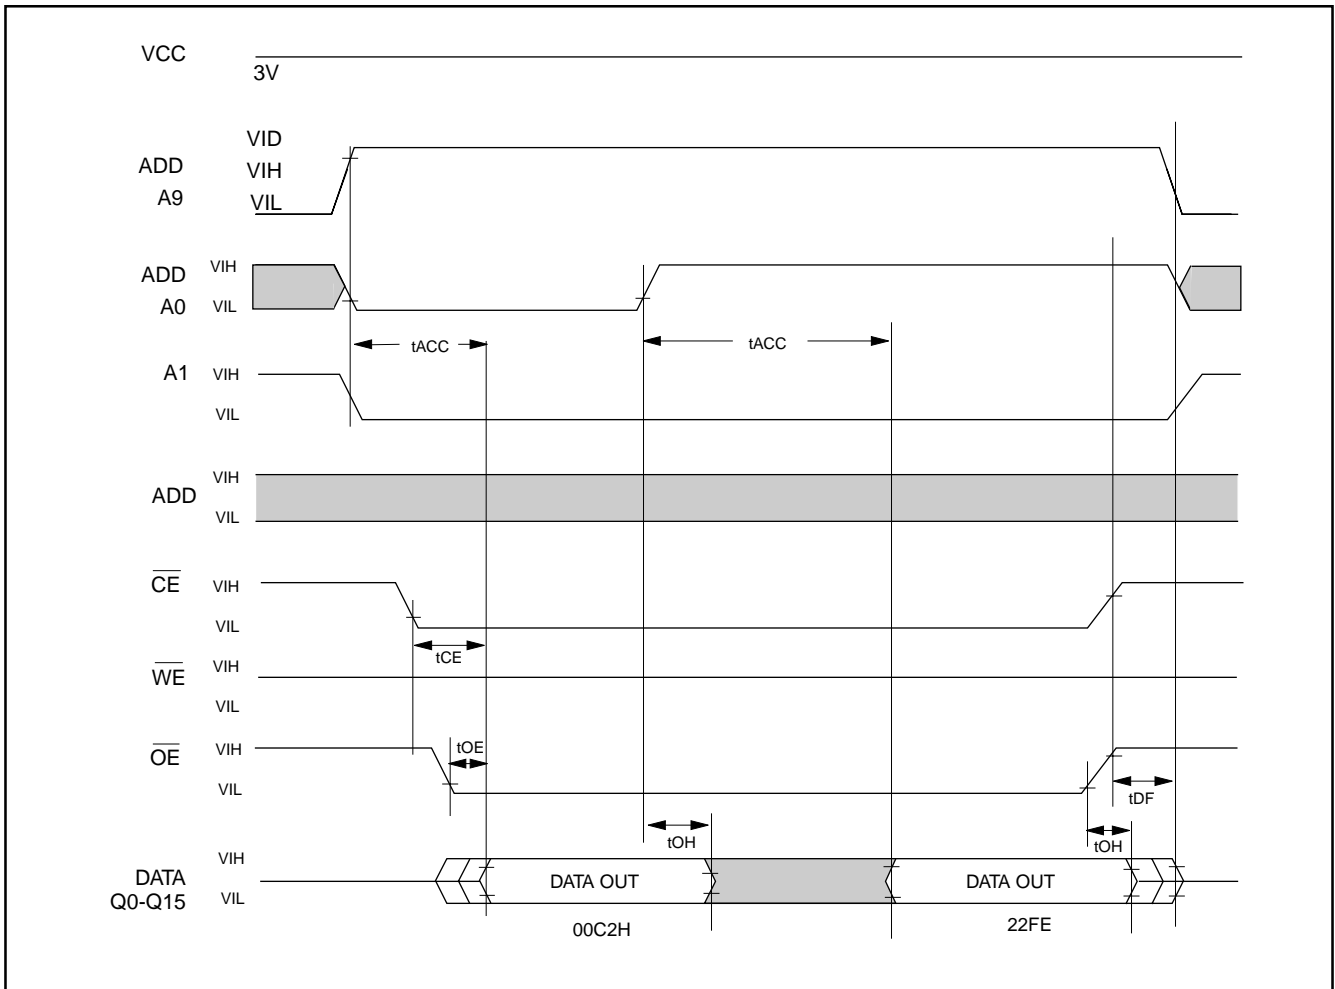 VCC
3V
VID
ADD
VIH
A9
VIL
ADD
VIH
A0
VIL
tACC
tACC
A1
VIH
VIL
VIH
ADD
VIL
CE
VIH
VIL
tCE
VIH
WE
VIL
OE
VIH
tOE
VIL
tDF
tOH
tOH
VIH
DATA
Q0-Q15
VIL
DATA OUT
DATA OUT
00C2H
22FE